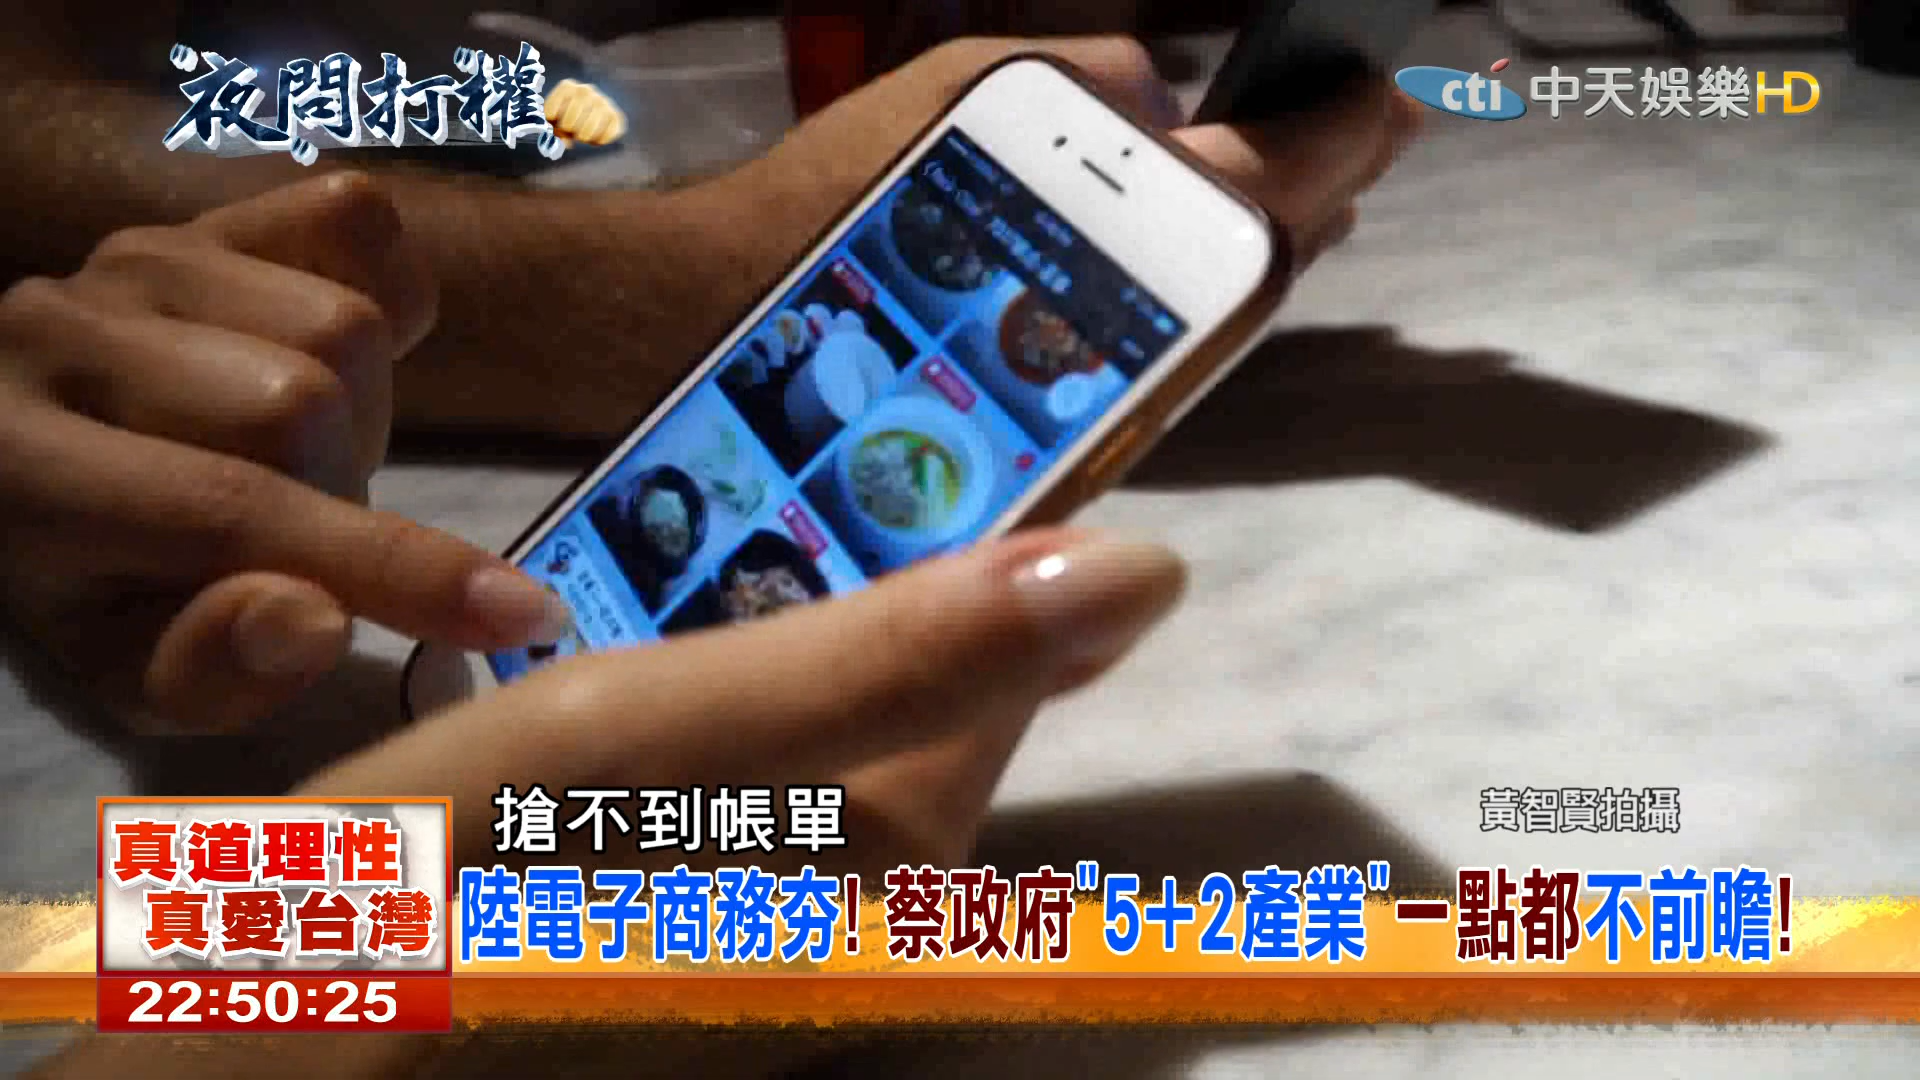 "夜"問打"權"
cti 中天娛樂HD
搶不到帳單
黃智賢拍攝
真道理性
真愛台灣
陸電子商務夯! 蔡政府"5+2產業"一點都不前瞻!
22:50:25